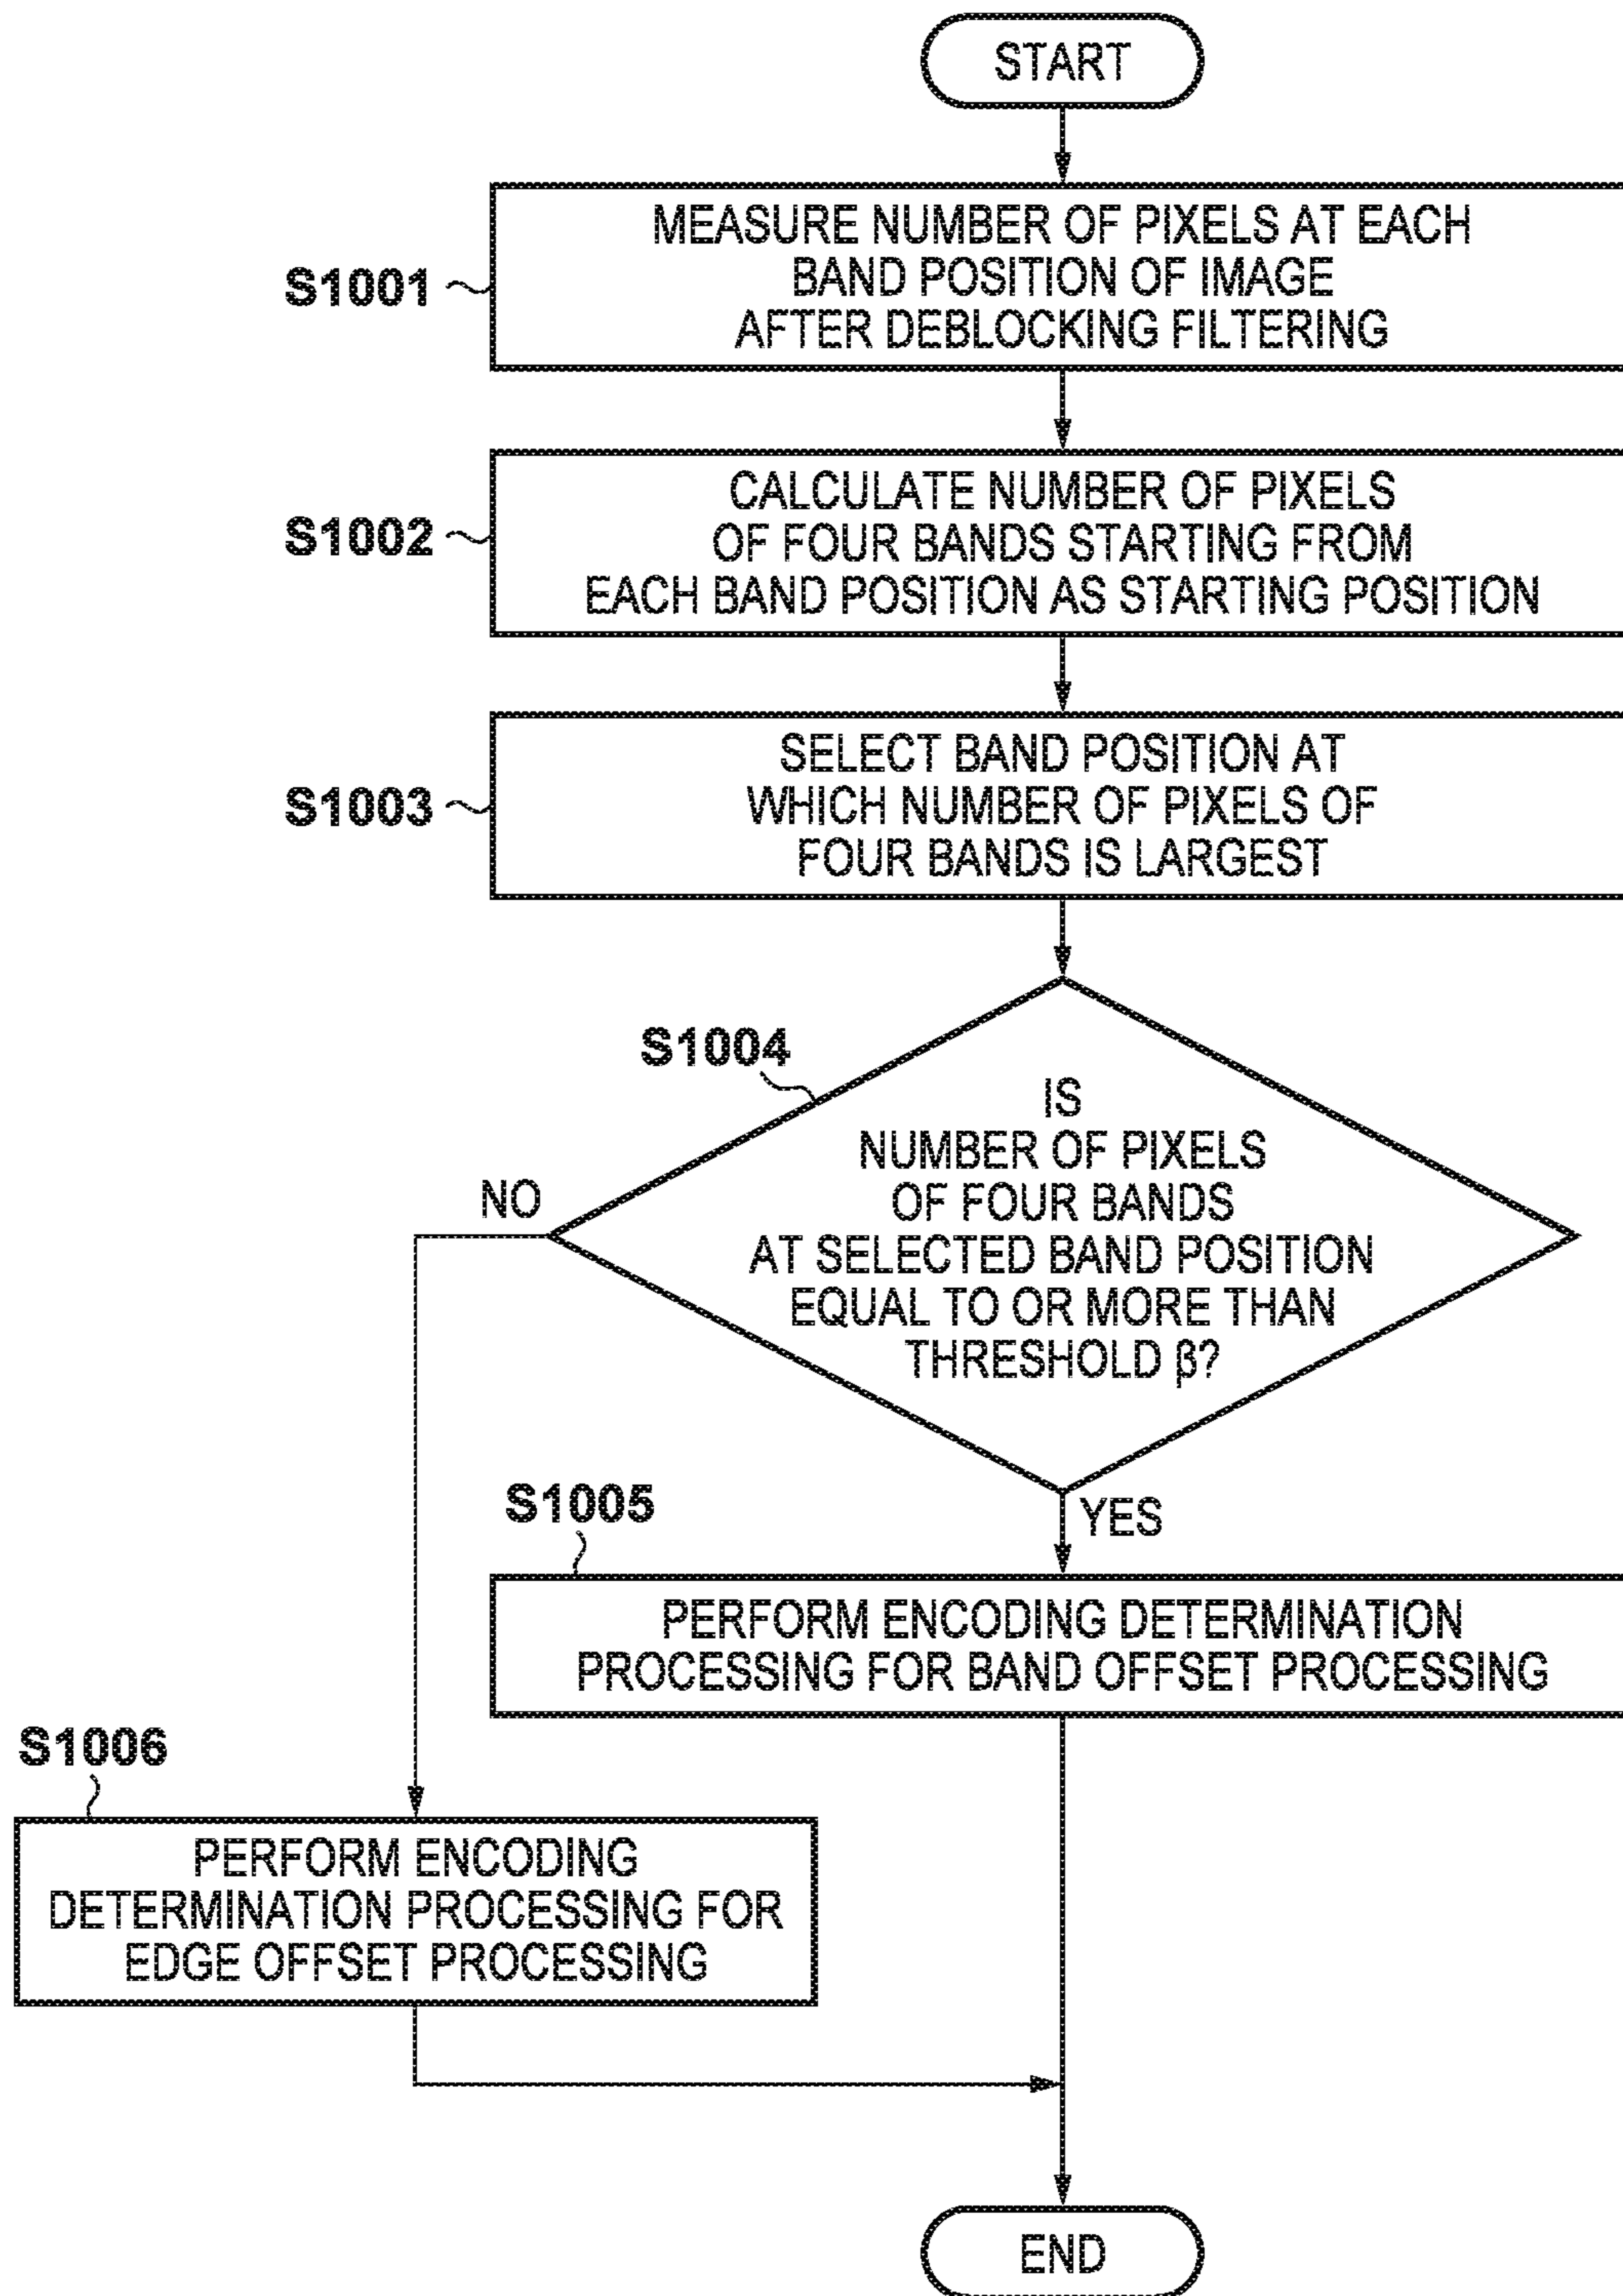 START
S1001
MEASURE NUMBER OF PIXELS AT EACH
BAND POSITION OF IMAGE
AFTER DEBLOCKING FILTERING
S1002
CALCULATE NUMBER OF PIXELS
OF FOUR BANDS STARTING FROM
EACH BAND POSITION AS STARTING POSITION
S1003
SELECT BAND POSITION AT
WHICH NUMBER OF PIXELS OF
FOUR BANDS IS LARGEST
S1004
IS
NUMBER OF PIXELS
OF FOUR BANDS
AT SELECTED BAND POSITION
EQUAL TO OR MORE THAN
THRESHOLD β?
NO
YES
S1005
PERFORM ENCODING DETERMINATION
PROCESSING FOR BAND OFFSET PROCESSING
S1006
PERFORM ENCODING
DETERMINATION PROCESSING FOR
EDGE OFFSET PROCESSING
END